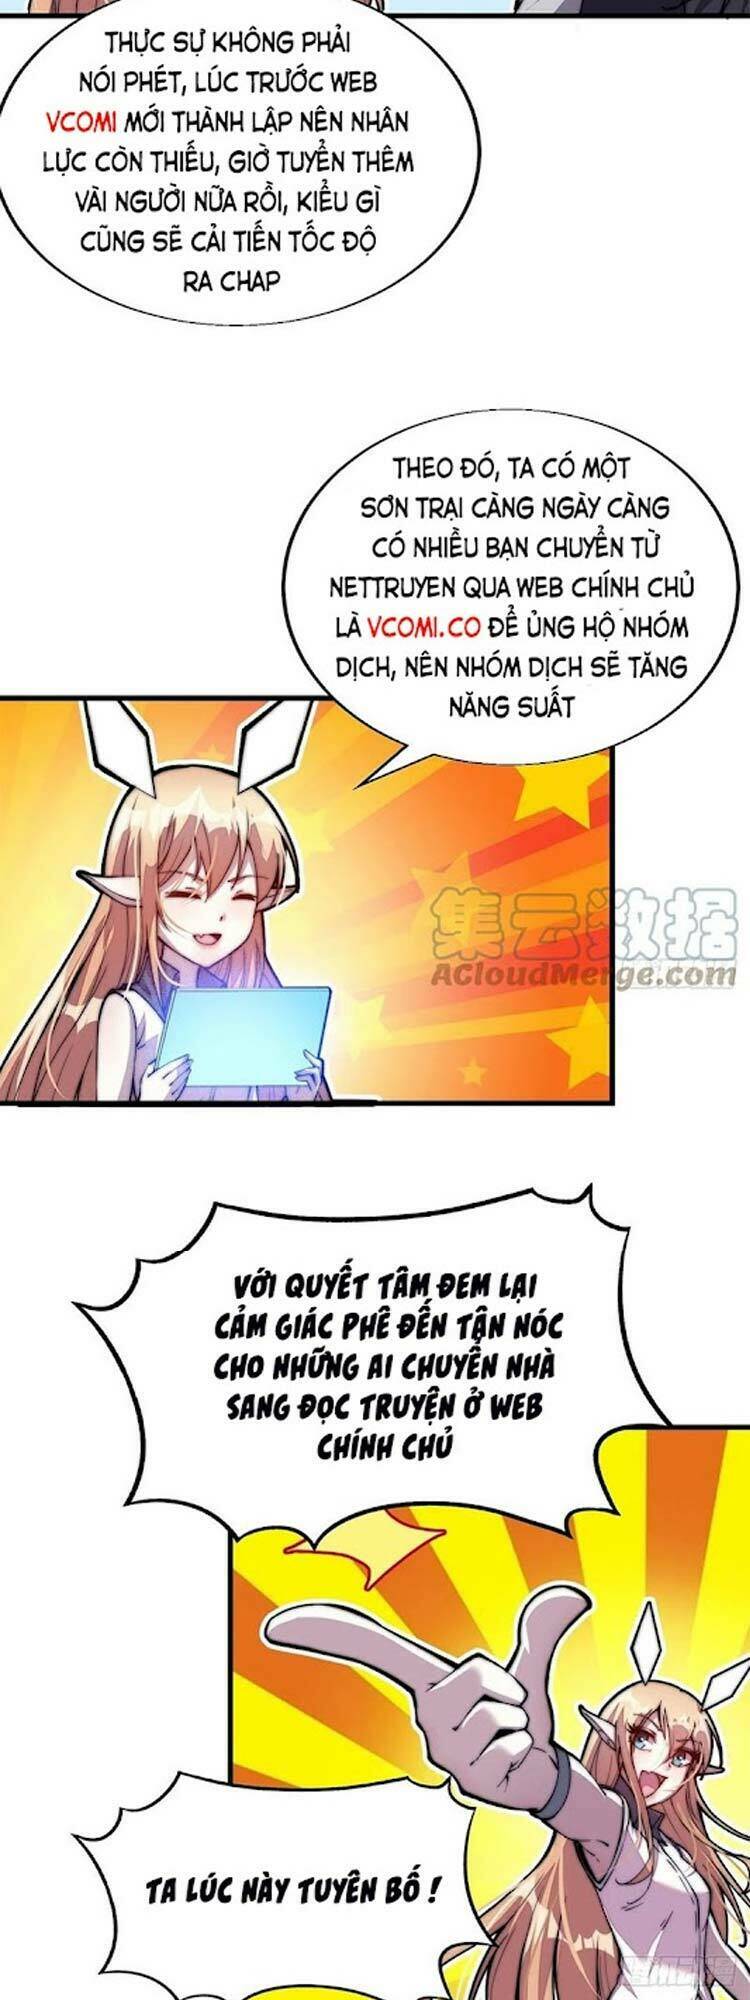 THỰC SỰ KHÔNG PHẢI
NÓI PHÉT, LÚC TRƯỚC WEB
VCOMI MỚI THÀNH LẬP NÊN NHÂN
LỰC CÒN THIẾU, GIỜ TUYỂN THÊM
VÀI NGƯỜI NỮA RỒI, KIỂU GÌ
CŨNG SẼ CẢI TIẾN TỐC ĐỘ
RA CHAP
THEO ĐÓ, TA CÓ MỘT
SƠN TRẠI CÀNG NGÀY CÀNG
CÓ NHIỀU BẠN CHUYỂN TỪ
NETTRUYEN QUA WEB CHÍNH CHỦ
LÀ VCOMI.CO ĐỂ ỦNG HỘ NHÓM
DỊCH, NÊN NHÓM DỊCH SẼ TĂNG
NĂNG SUẤT
集云数据
ACloudMerge.com
VỚI QUYẾT TÂM ĐEM LẠI
CẢM GIÁC PHÊ ĐẾN TẬN NÓC
CHO NHỮNG AI CHUYỂN NHÀ
SANG ĐỌC TRUYỆN Ở WEB
CHÍNH CHỦ
TA LÚC NÀY TUYÊN BỐ !